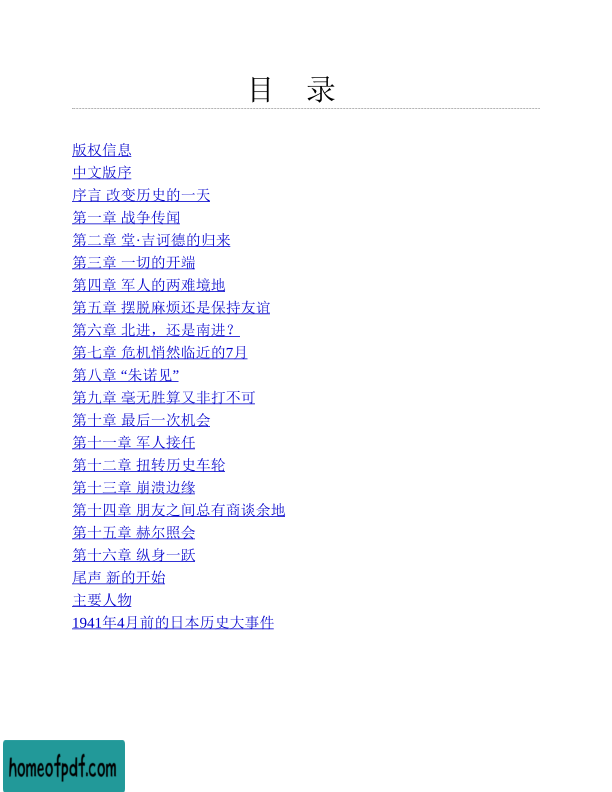 目 录
版权信息
中文版序
序言 改变历史的一天
第一章 战争传闻
第二章 堂·吉诃德的归来
第三章 一切的开端
第四章 军人的两难境地
第五章 摆脱麻烦还是保持友谊
第六章 北进，还是南进？
第七章 危机悄然临近的7月
第八章 “朱诺见”
第九章 毫无胜算又非打不可
第十章 最后一次机会
第十一章 军人接任
第十二章 扭转历史车轮
第十三章 崩溃边缘
第十四章 朋友之间总有商谈余地
第十五章 赫尔照会
第十六章 纵身一跃
尾声 新的开始
主要人物
1941年4月前的日本历史大事件
homeofpdf.com